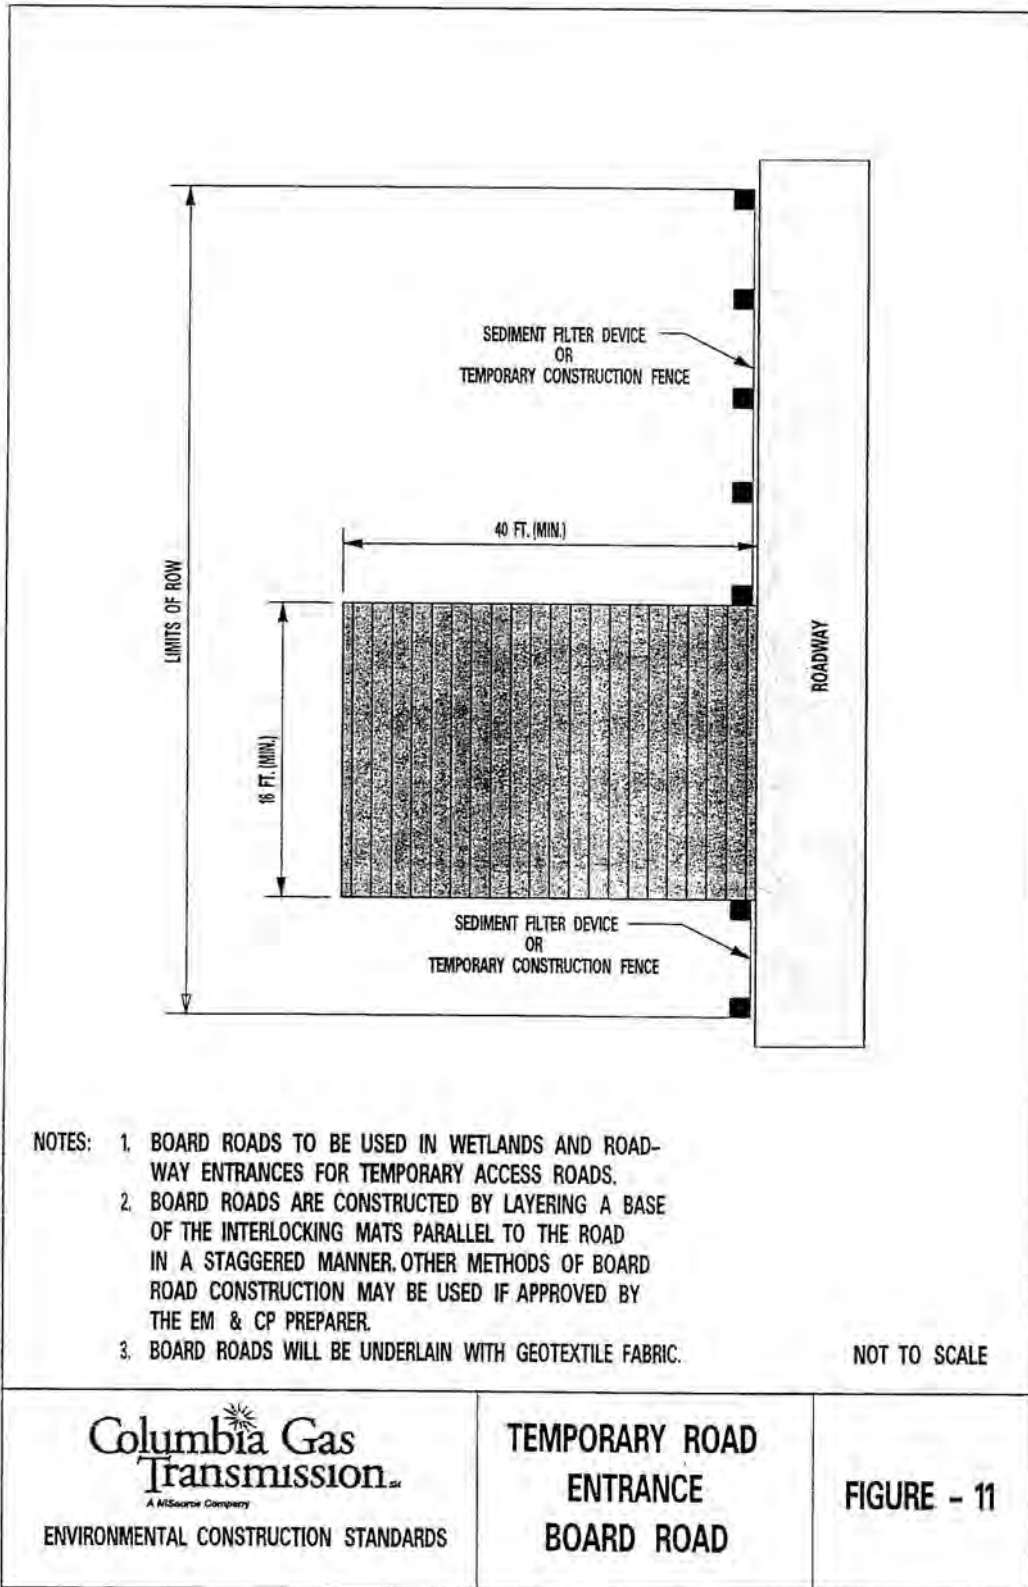 SEDIMENT FILTER DEVICE
OR
TEMPORARY CONSTRUCTION FENCE
40 FT. (MIN.)
LIMITS OF ROW
ROADWAY
16 FT. (MIN.)
SEDIMENT FILTER DEVICE
OR
TEMPORARY CONSTRUCTION FENCE
NOTES: 1. BOARD ROADS TO BE USED IN WETLANDS AND ROAD-
WAY ENTRANCES FOR TEMPORARY ACCESS ROADS.
2. BOARD ROADS ARE CONSTRUCTED BY LAYERING A BASE
OF THE INTERLOCKING MATS PARALLEL TO THE ROAD
IN A STAGGERED MANNER. OTHER METHODS OF BOARD
ROAD CONSTRUCTION MAY BE USED IF APPROVED BY
THE EM & CP PREPARER.
3. BOARD ROADS WILL BE UNDERLAIN WITH GEOTEXTILE FABRIC.
NOT TO SCALE
Columbia Gas
Transmission
A NiSource Company
ENVIRONMENTAL CONSTRUCTION STANDARDS
TEMPORARY ROAD
ENTRANCE
BOARD ROAD
FIGURE - 11